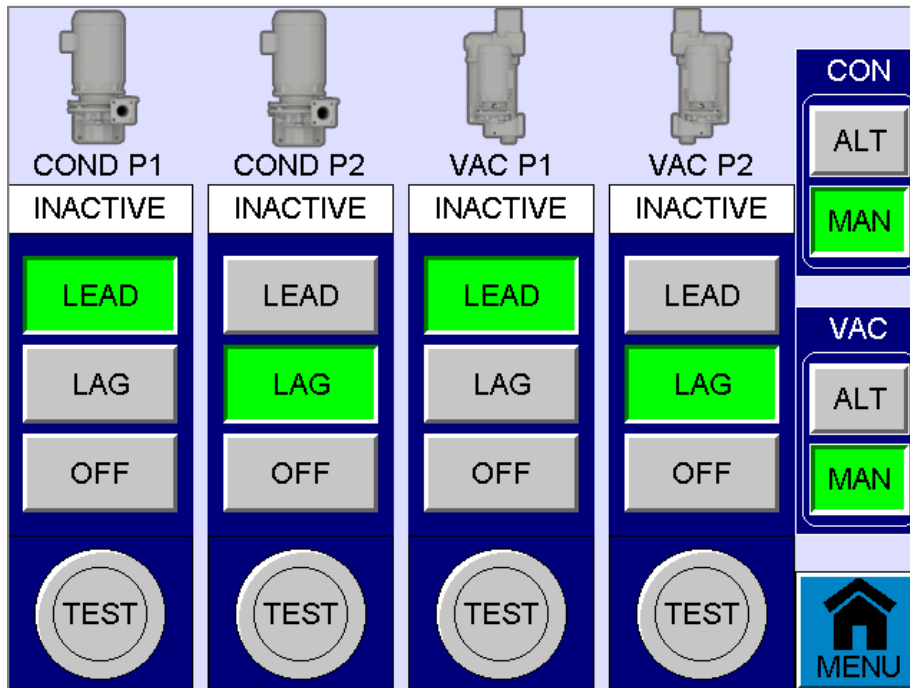 COND P1
COND P2
VAC P1
VAC P2
INACTIVE
INACTIVE
INACTIVE
INACTIVE
LEAD
LEAD
LEAD
LEAD
LAG
LAG
LAG
LAG
OFF
OFF
OFF
OFF
TEST
TEST
TEST
TEST
CON
ALT
MAN
VAC
ALT
MAN
MENU